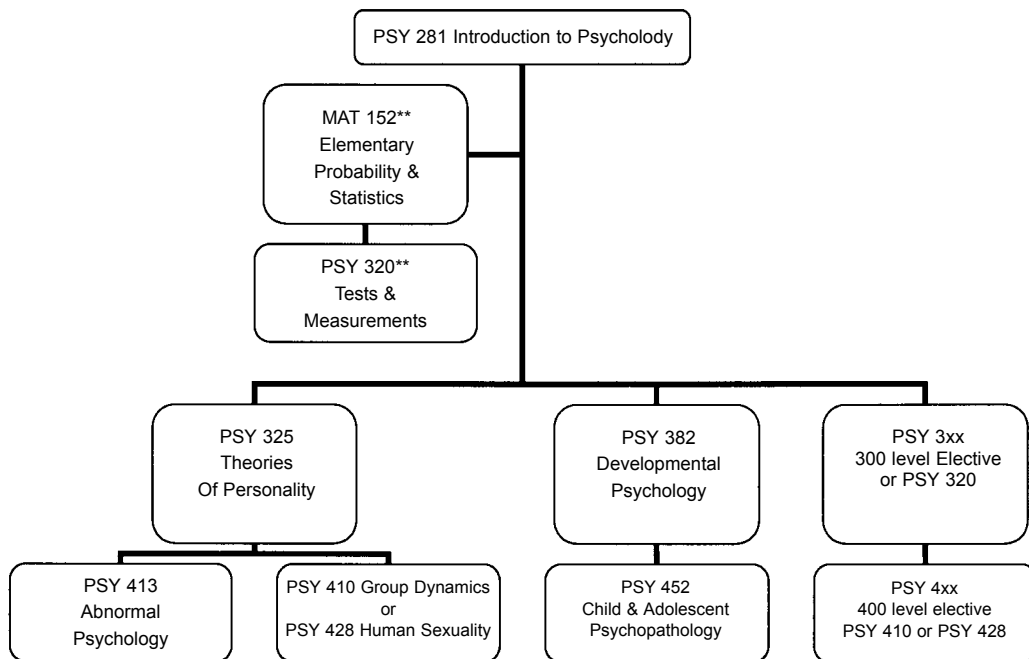 PSY 281 Introduction to Psycholody
MAT 152**
Elementary
Probability &
Statistics
PSY 320**
Tests &
Measurements
PSY 325
Theories
Of Personality
PSY 382
Developmental
Psychology
PSY 3xx
300 level Elective
or PSY 320
PSY 413
Abnormal
Psychology
PSY 410 Group Dynamics
or
PSY 428 Human Sexuality
PSY 452
Child & Adolescent
Psychopathology
PSY 4xx
400 level elective
PSY 410 or PSY 428